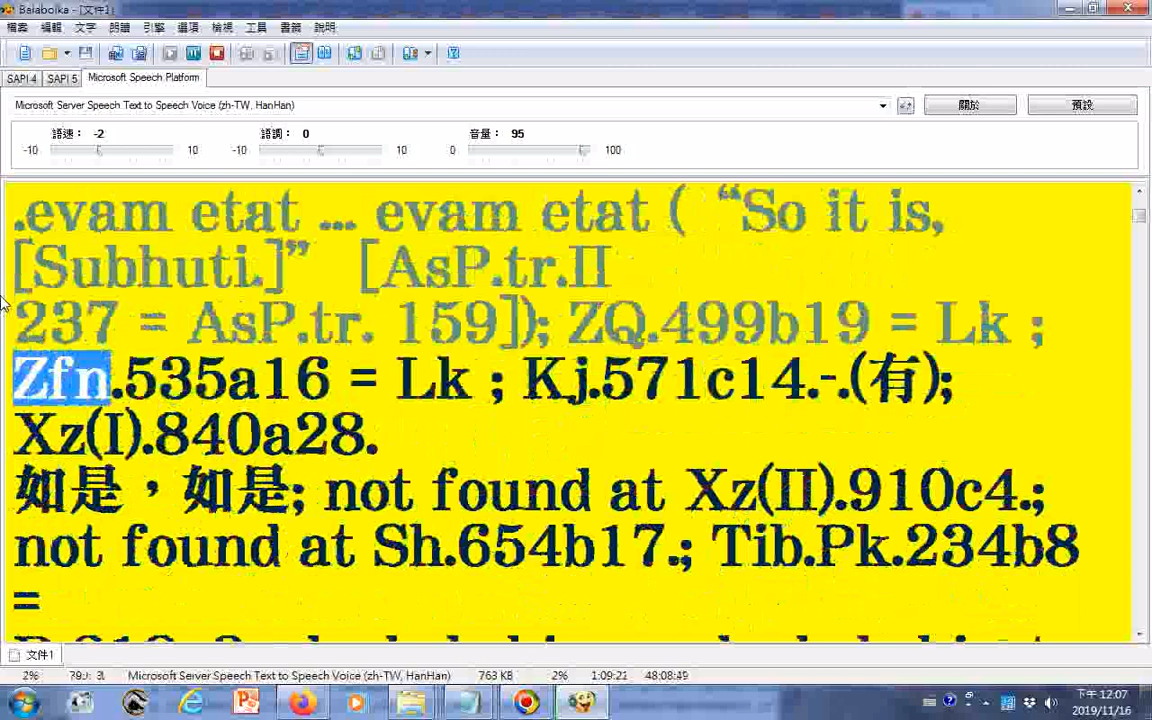 Balabolka - [文件1]
檔案 編輯 文字 朗讀 引擎 選項 檢視 工具 書籤 說明
SAPI 4 SAPI 5 Microsoft Speech Platform
Microsoft Server Speech Text to Speech Voice (zh-TW, HanHan) 關於 預設
語速： -2 語調： 0 音量： 95
-10 10 -10 10 0 100
.evam etat ... evam etat ( “So it is,
[Subhuti.]” [AsP.tr.II
237 = AsP.tr. 159]); ZQ.499b19 = Lk ;
Zfn.535a16 = Lk ; Kj.571c14.-.(有);
Xz(I).840a28.
如是，如是; not found at Xz(II).910c4.;
not found at Sh.654b17.; Tib.Pk.234b8
=
文件1
2% Microsoft Server Speech Text to Speech Voice (zh-TW, HanHan) 763 KB 2% 1:09:21 48:08:49
下午 12:07
2019/11/16